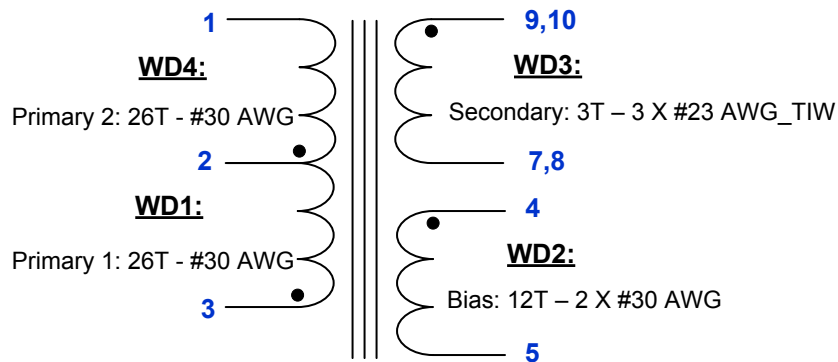 1
WD4:
Primary 2: 26T - #30 AWG
2
WD1:
Primary 1: 26T - #30 AWG
3
9,10
WD3:
Secondary: 3T – 3 X #23 AWG_TIW
7,8
4
WD2:
Bias: 12T – 2 X #30 AWG
5